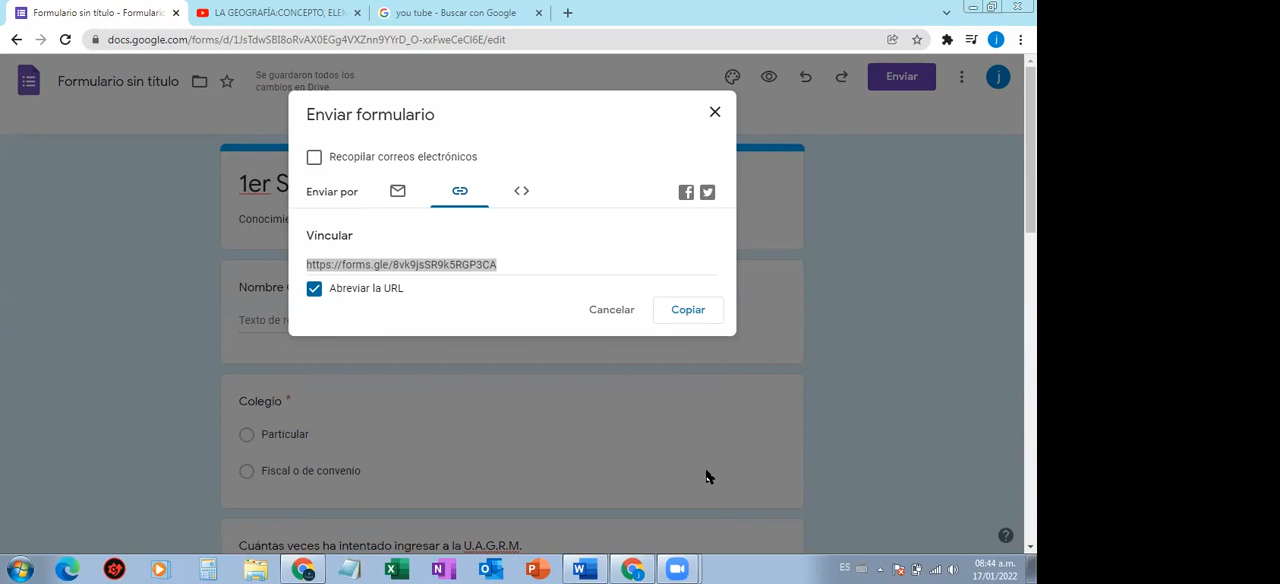 Formulario sin título - Formulario
LA GEOGRAFÍA:CONCEPTO, ELEM
you tube - Buscar con Google
docs.google.com/forms/d/1JsTdwSBI8oRvAX0EGg4VXZnn9YYrD_O-xxFweCeCl6E/edit
j
Formulario sin título
Se guardaron todos los
cambios en Drive
Enviar
j
Enviar formulario
Recopilar correos electrónicos
Enviar por
Vincular
https://forms.gle/8vk9jsSR9k5RGP3CA
Abreviar la URL
Cancelar
Copiar
1er S
Conocimie
Nombre
Texto de r
Colegio *
Particular
Fiscal o de convenio
Cuántas veces ha intentado ingresar a la U.A.G.R.M.
ES
08:44 a.m.
17/01/2022